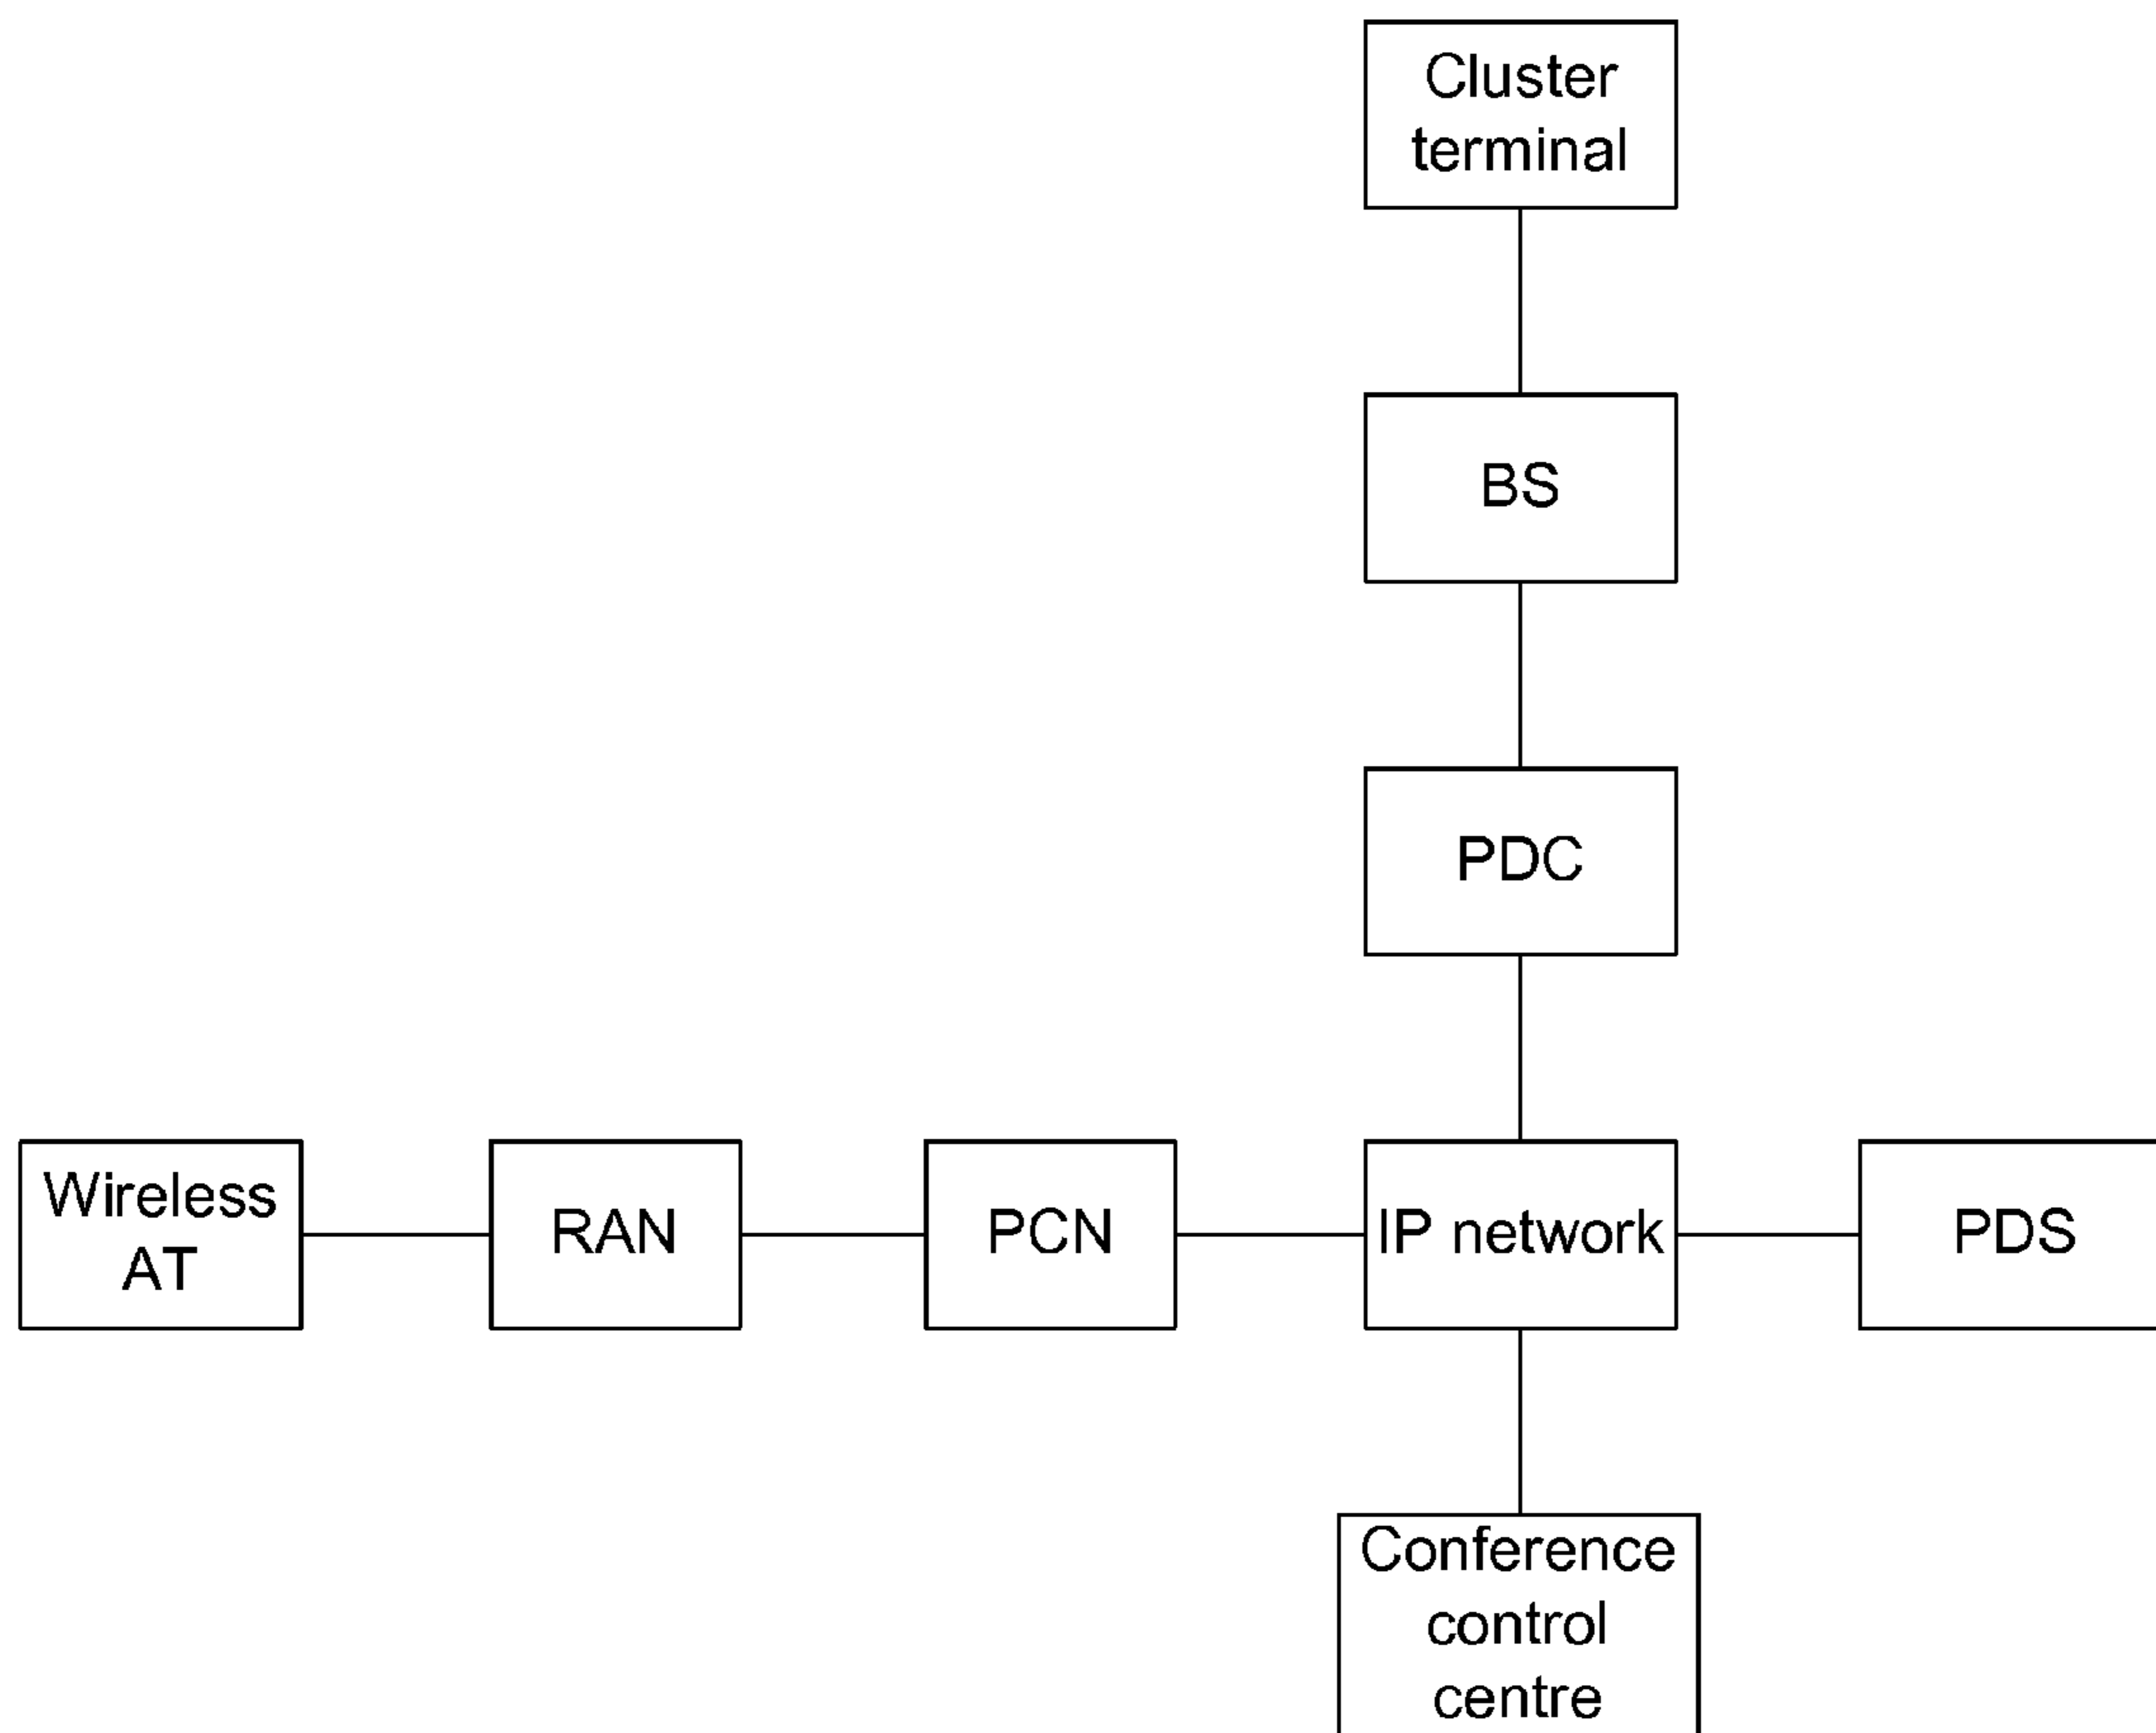 Cluster
terminal
BS
PDC
Wireless
AT
RAN
PCN
IP network
PDS
Conference
control
centre